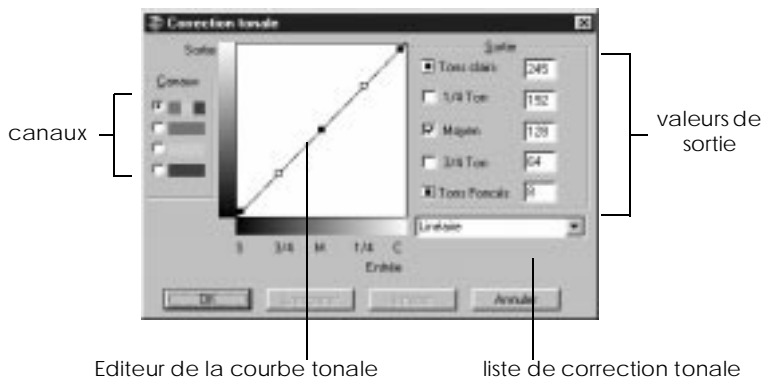 Correction tonale
Sortie
Canaux
Sortie
Tons clairs 245
1/4 Ton 192
Moyen 128
3/4 Ton 64
Tons Foncés 8
Linéaire
S 3/4 M 1/4 C
Entrée
OK
Annuler
canaux
valeurs de
sortie
Editeur de la courbe tonale
liste de correction tonale